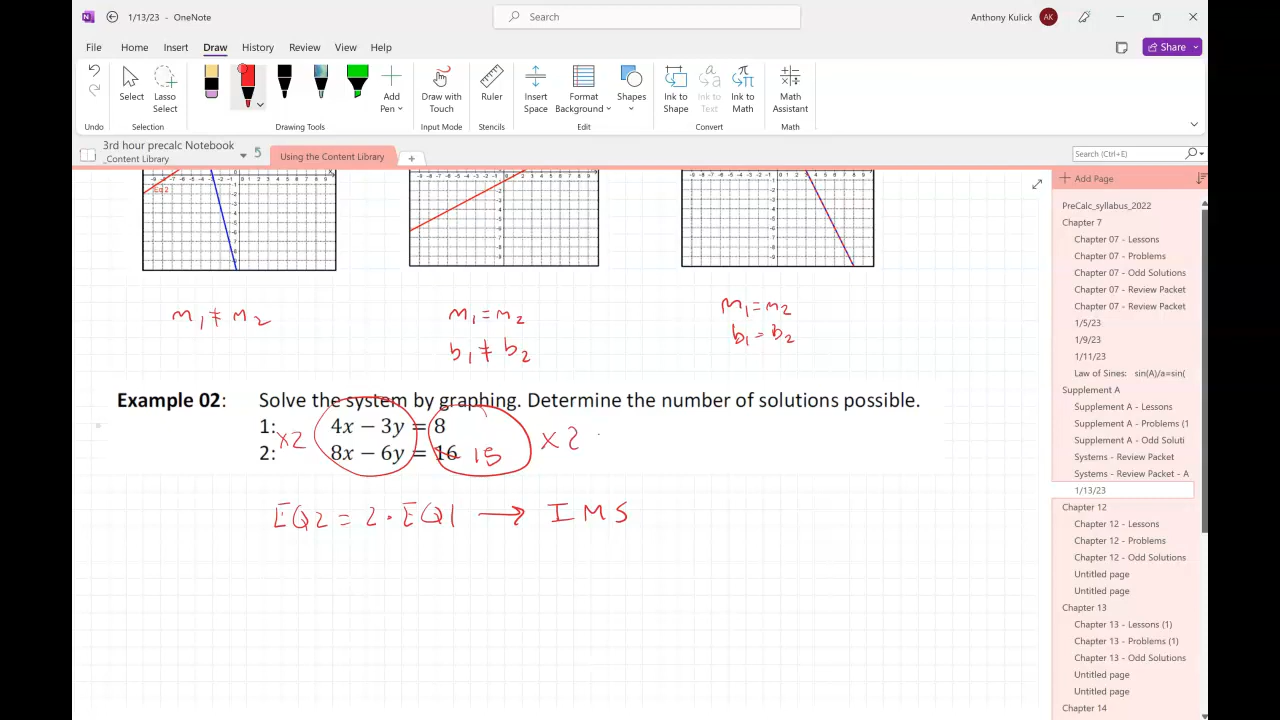 1/13/23 - OneNote
Search
Anthony Kulick
AK
File Home Insert Draw History Review View Help
Share
Undo
Select
Lasso Select
Add Pen
Draw with Touch
Ruler
Insert Space
Format Background
Shapes
Ink to Shape
Ink to Text
Ink to Math
Math Assistant
Undo Selection Drawing Tools Input Mode Stencils Edit Convert Math
3rd hour precalc Notebook
_Content Library
Using the Content Library
Search (Ctrl+E)
Eq 2
m₁ ≠ m₂
m₁ = m₂
b₁ ≠ b₂
m₁ = m₂
b₁ = b₂
Example 02: Solve the system by graphing. Determine the number of solutions possible.
1: 4x − 3y = 8
x2 x2
2: 8x − 6y = 16 15
EQ2 = 2 · EQ1 → IMS
Add Page
PreCalc_syllabus_2022
Chapter 7
Chapter 07 - Lessons
Chapter 07 - Problems
Chapter 07 - Odd Solutions
Chapter 07 - Review Packet
Chapter 07 - Review Packet
1/5/23
1/9/23
1/11/23
Law of Sines: sin(A)/a=sin(
Supplement A
Supplement A - Lessons
Supplement A - Problems (1
Supplement A - Odd Soluti
Systems - Review Packet
Systems - Review Packet - A
1/13/23
Chapter 12
Chapter 12 - Lessons
Chapter 12 - Problems
Chapter 12 - Odd Solutions
Untitled page
Untitled page
Chapter 13
Chapter 13 - Lessons (1)
Chapter 13 - Problems (1)
Chapter 13 - Odd Solutions
Untitled page
Untitled page
Chapter 14